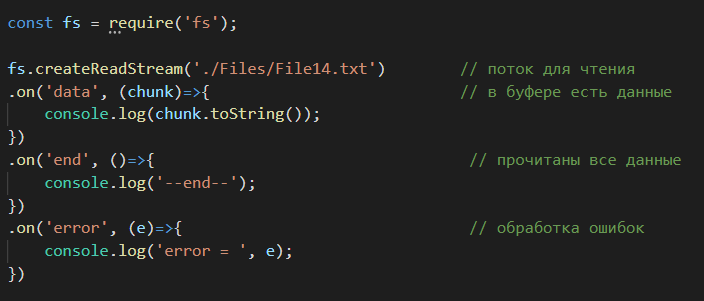 const fs = require('fs');
fs.createReadStream('./Files/File14.txt')        // поток для чтения
.on('data', (chunk)=>{                           // в буфере есть данные
    console.log(chunk.toString());
})
.on('end', ()=>{                                  // прочитаны все данные
    console.log('--end--');
})
.on('error', (e)=>{                               // обработка ошибок
    console.log('error = ', e);
})